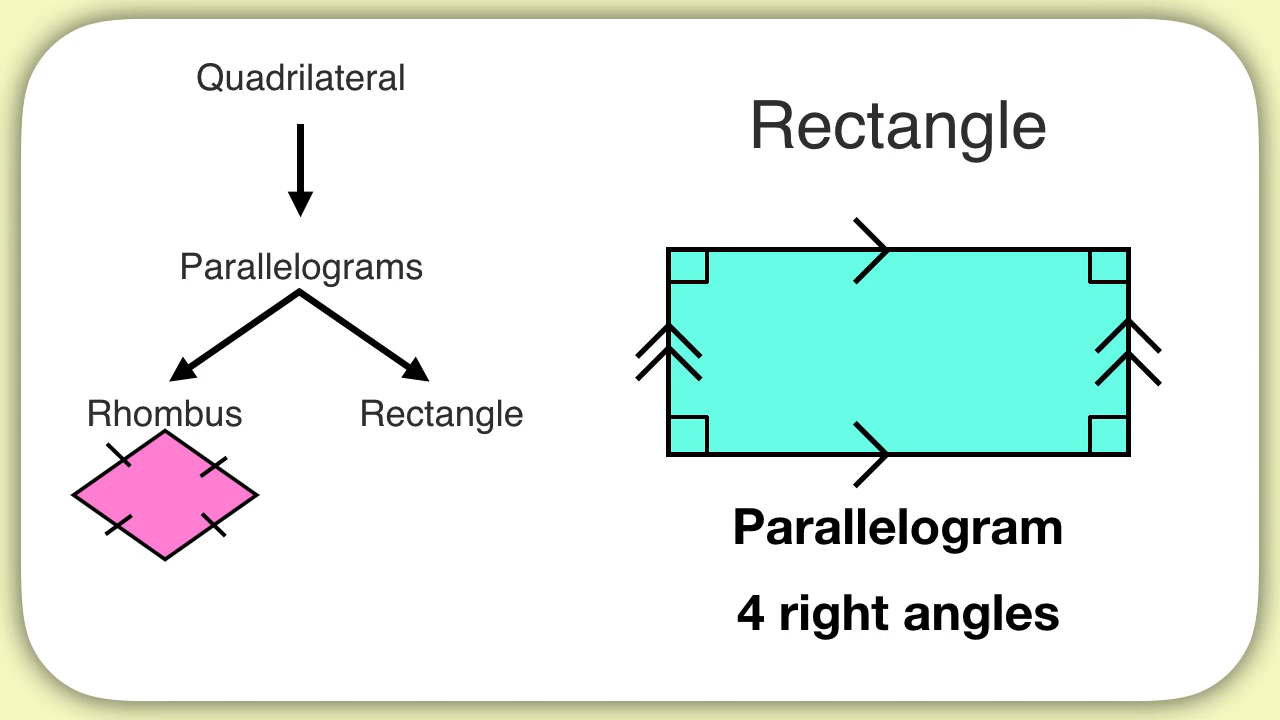 Quadrilateral
Parallelograms
Rhombus
Rectangle
Rectangle
Parallelogram
4 right angles